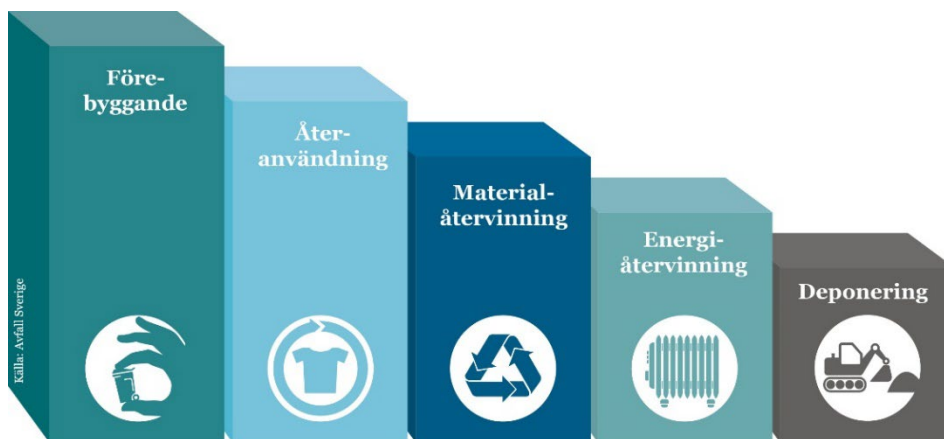 Före-
byggande
Åter-
användning
Material-
återvinning
Energi-
återvinning
Deponering
Källa: Avfall Sverige